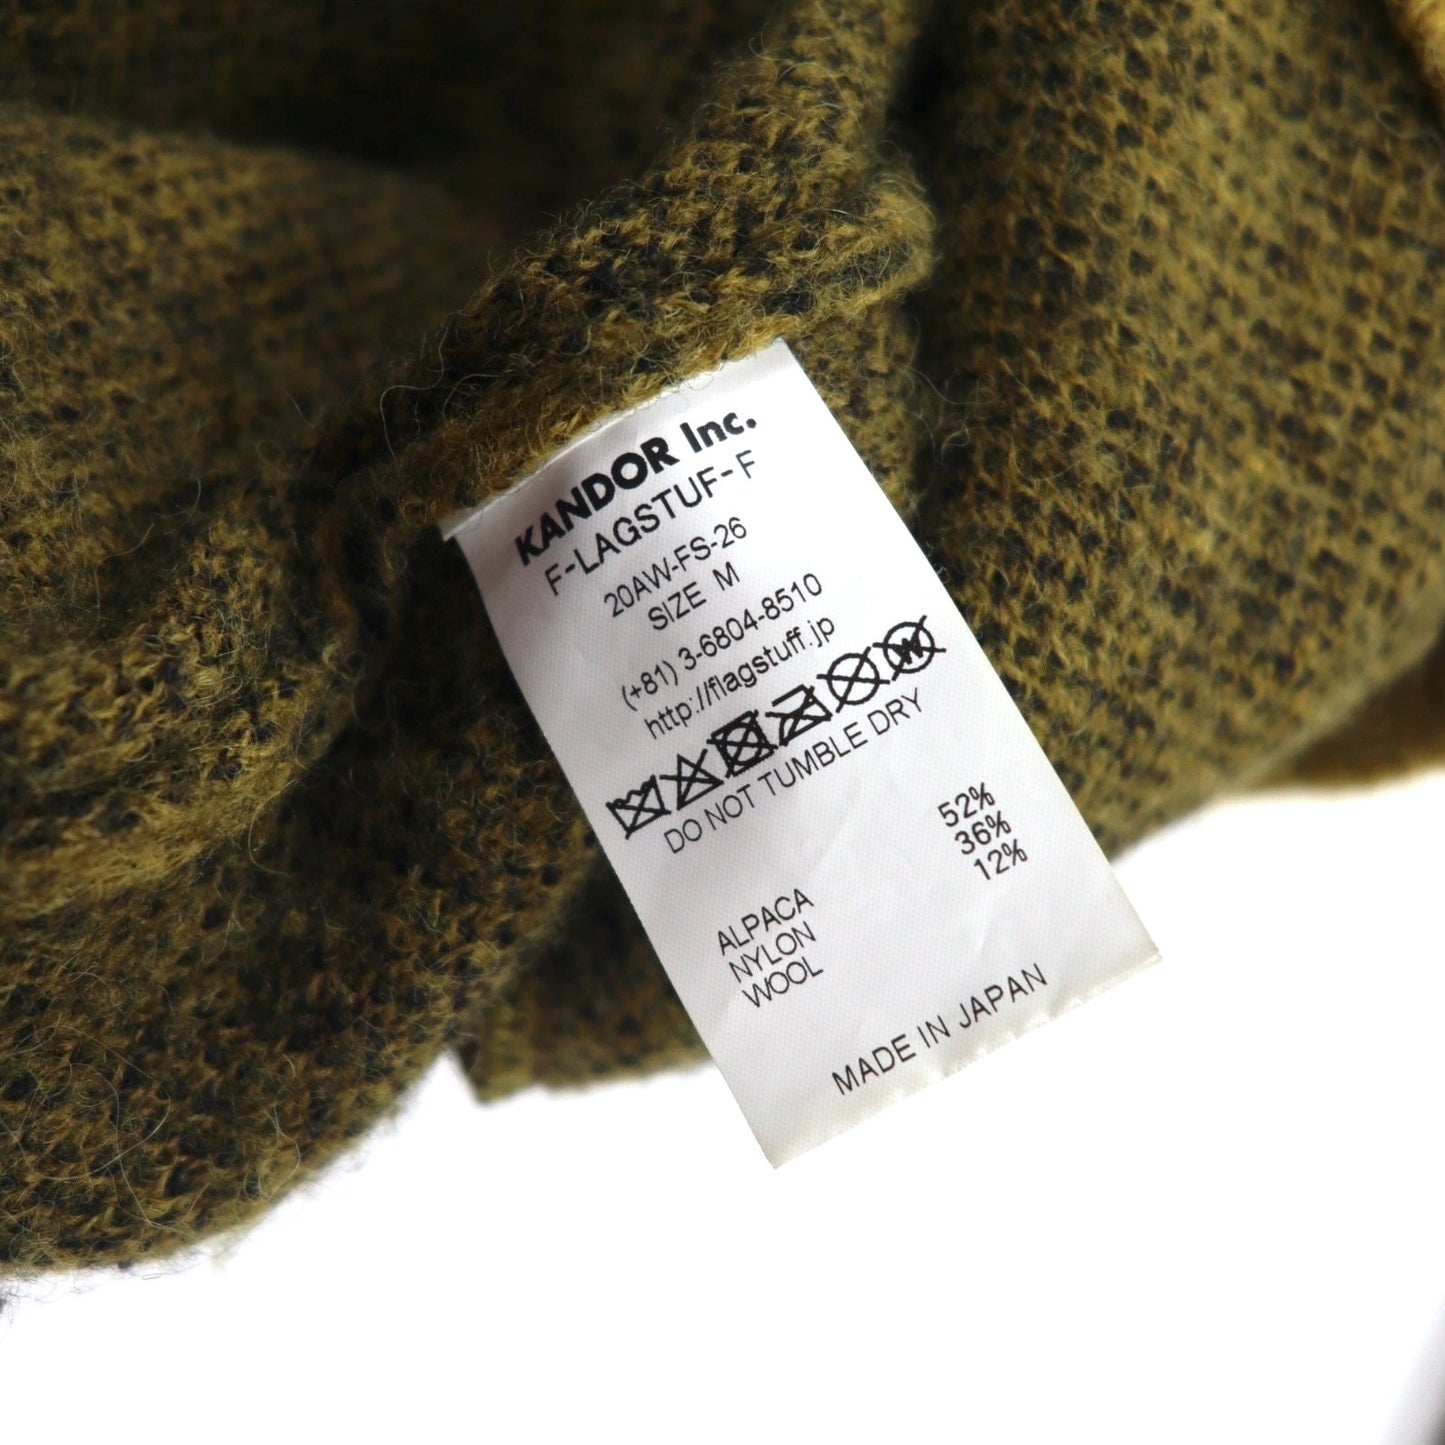 KANDOR Inc.
F-LAGSTUF-F
20AW-FS-26
SIZE M
(+81) 3-6804-8510
http://flagstuff.jp
W
DO NOT TUMBLE DRY
ALPACA 52%
NYLON 36%
WOOL 12%
MADE IN JAPAN